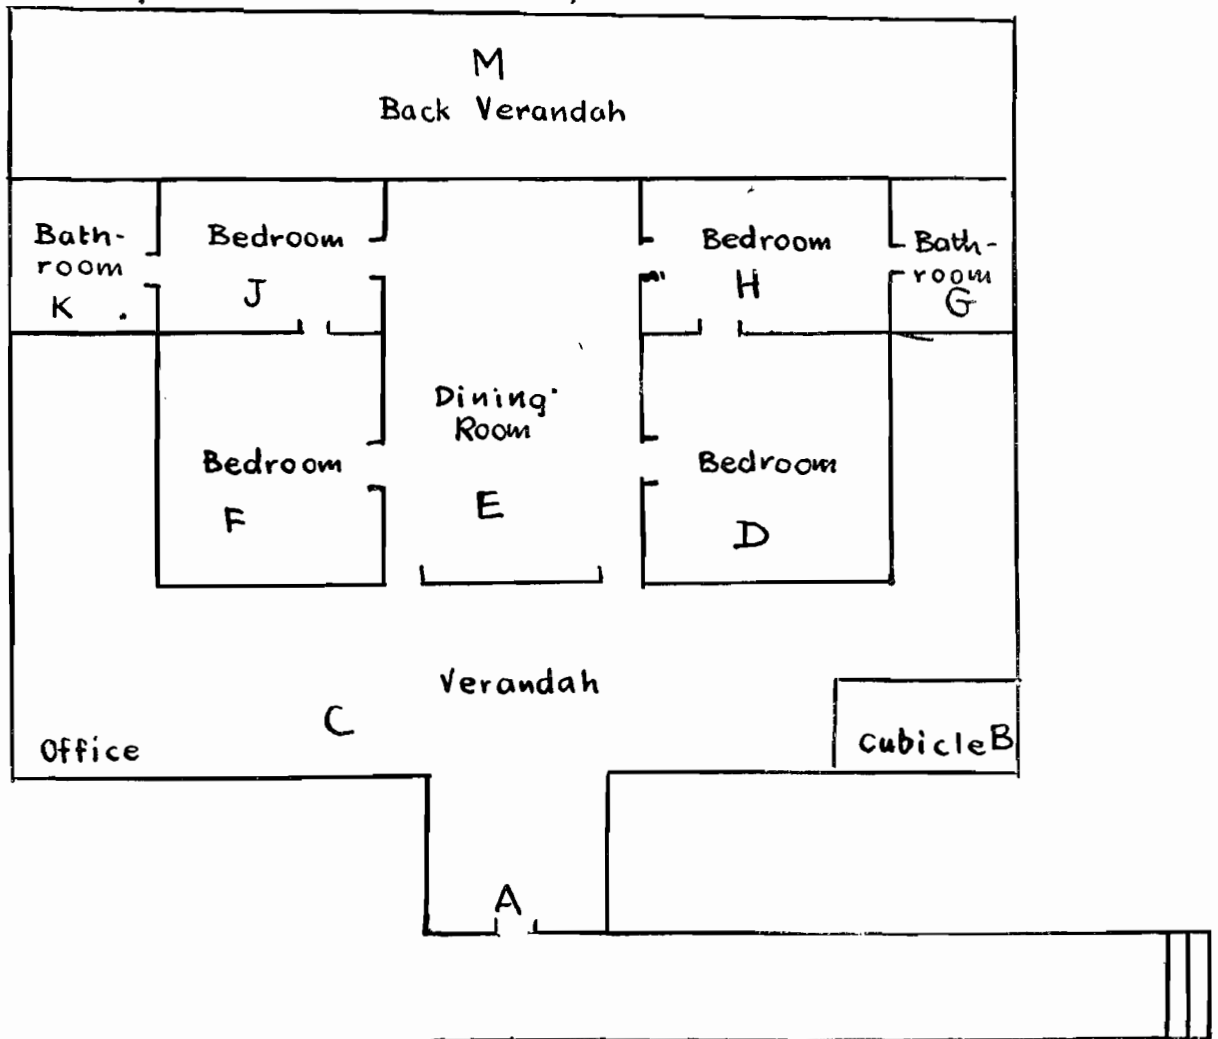 M
Back Verandah
Bath-
room
K
Bedroom
J
Bedroom
H
Bath-
room
G
Dining
Room
E
Bedroom
F
Bedroom
D
Verandah
C
Office
Cubicle B
A